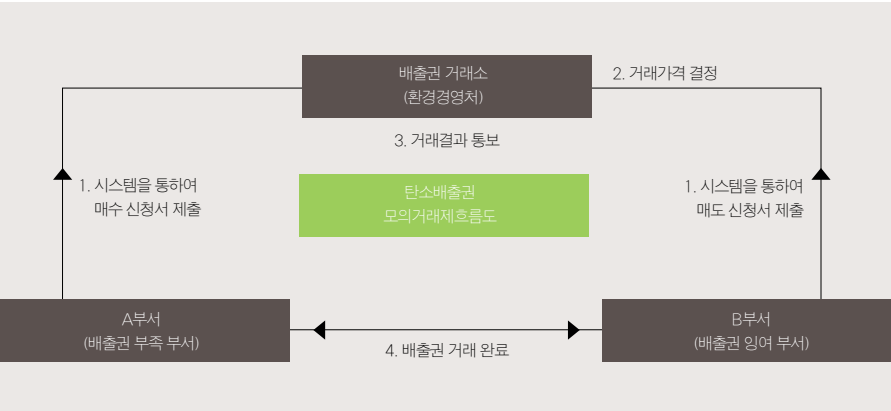 배출권 거래소
(환경경영처)
2. 거래가격 결정
3. 거래결과 통보
1. 시스템을 통하여
매수 신청서 제출
탄소배출권
모의거래제흐름도
1. 시스템을 통하여
매도 신청서 제출
A부서
(배출권 부족 부서)
B부서
(배출권 잉여 부서)
4. 배출권 거래 완료